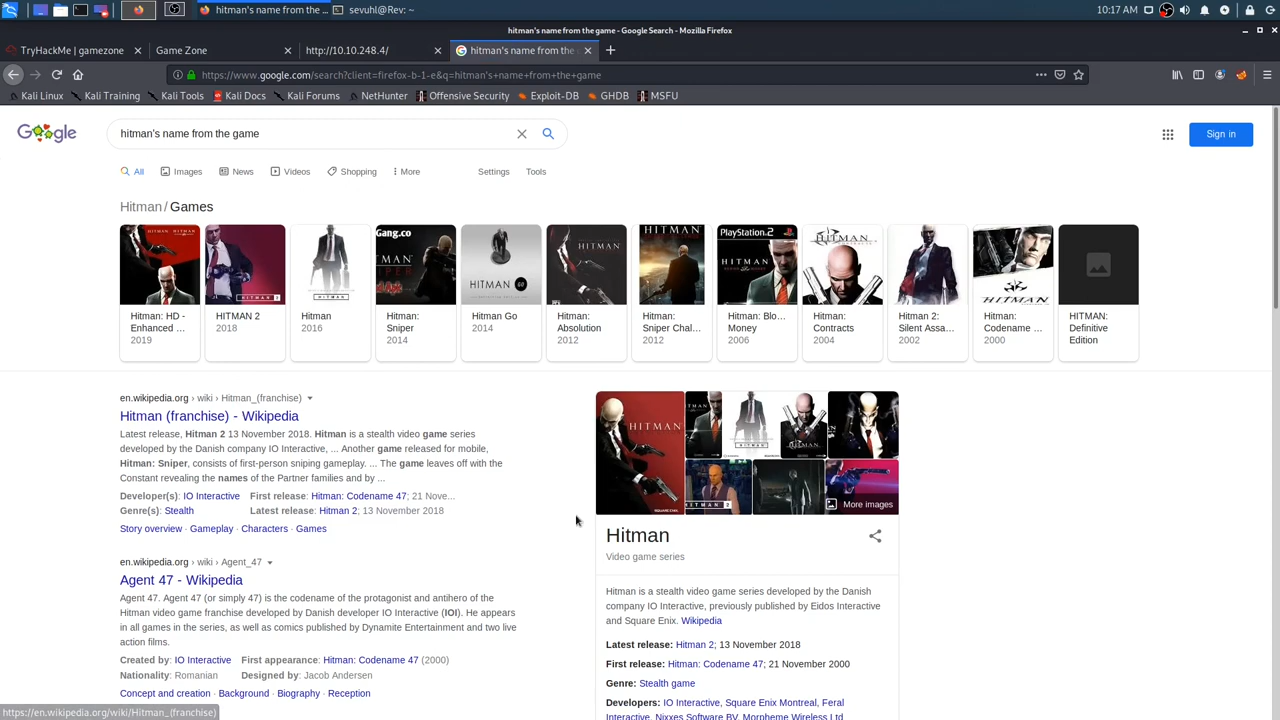 hitman's name from the ...
sevuhl@Rev: ~
10:17 AM
hitman's name from the game - Google Search - Mozilla Firefox
TryHackMe | gamezone
Game Zone
http://10.10.248.4/
hitman's name from the
https://www.google.com/search?client=firefox-b-1-e&q=hitman's+name+from+the+game
Kali Linux
Kali Training
Kali Tools
Kali Docs
Kali Forums
NetHunter
Offensive Security
Exploit-DB
GHDB
MSFU
Google
hitman's name from the game
Sign in
All
Images
News
Videos
Shopping
More
Settings
Tools
Hitman / Games
Hitman: HD - Enhanced ...
2019
HITMAN 2
2018
Hitman
2016
Hitman: Sniper
2014
Hitman Go
2014
Hitman: Absolution
2012
Hitman: Sniper Chal...
2012
Hitman: Blo... Money
2006
Hitman: Contracts
2004
Hitman 2: Silent Assa...
2002
Hitman: Codename ...
2000
HITMAN: Definitive Edition
en.wikipedia.org › wiki › Hitman_(franchise)
Hitman (franchise) - Wikipedia
Latest release, Hitman 2 13 November 2018. Hitman is a stealth video game series
developed by the Danish company IO Interactive, ... Another game released for mobile,
Hitman: Sniper, consists of first-person sniping gameplay. ... The game leaves off with the
Constant revealing the names of the Partner families and by ...
Developer(s): IO Interactive First release: Hitman: Codename 47; 21 Nove...
Genre(s): Stealth Latest release: Hitman 2; 13 November 2018
Story overview · Gameplay · Characters · Games
en.wikipedia.org › wiki › Agent_47
Agent 47 - Wikipedia
Agent 47. Agent 47 (or simply 47) is the codename of the protagonist and antihero of the
Hitman video game franchise developed by Danish developer IO Interactive (IOI). He appears
in all games in the series, as well as comics published by Dynamite Entertainment and two live
action films.
Created by: IO Interactive First appearance: Hitman: Codename 47 (2000)
Nationality: Romanian Designed by: Jacob Andersen
Concept and creation · Background · Biography · Reception
More images
Hitman
Video game series
Hitman is a stealth video game series developed by the Danish
company IO Interactive, previously published by Eidos Interactive
and Square Enix. Wikipedia
Latest release: Hitman 2; 13 November 2018
First release: Hitman: Codename 47; 21 November 2000
Genre: Stealth game
Developers: IO Interactive, Square Enix Montreal, Feral
Interactive, Nixxes Software BV, Morpheme Wireless Ltd
https://en.wikipedia.org/wiki/Hitman_(franchise)